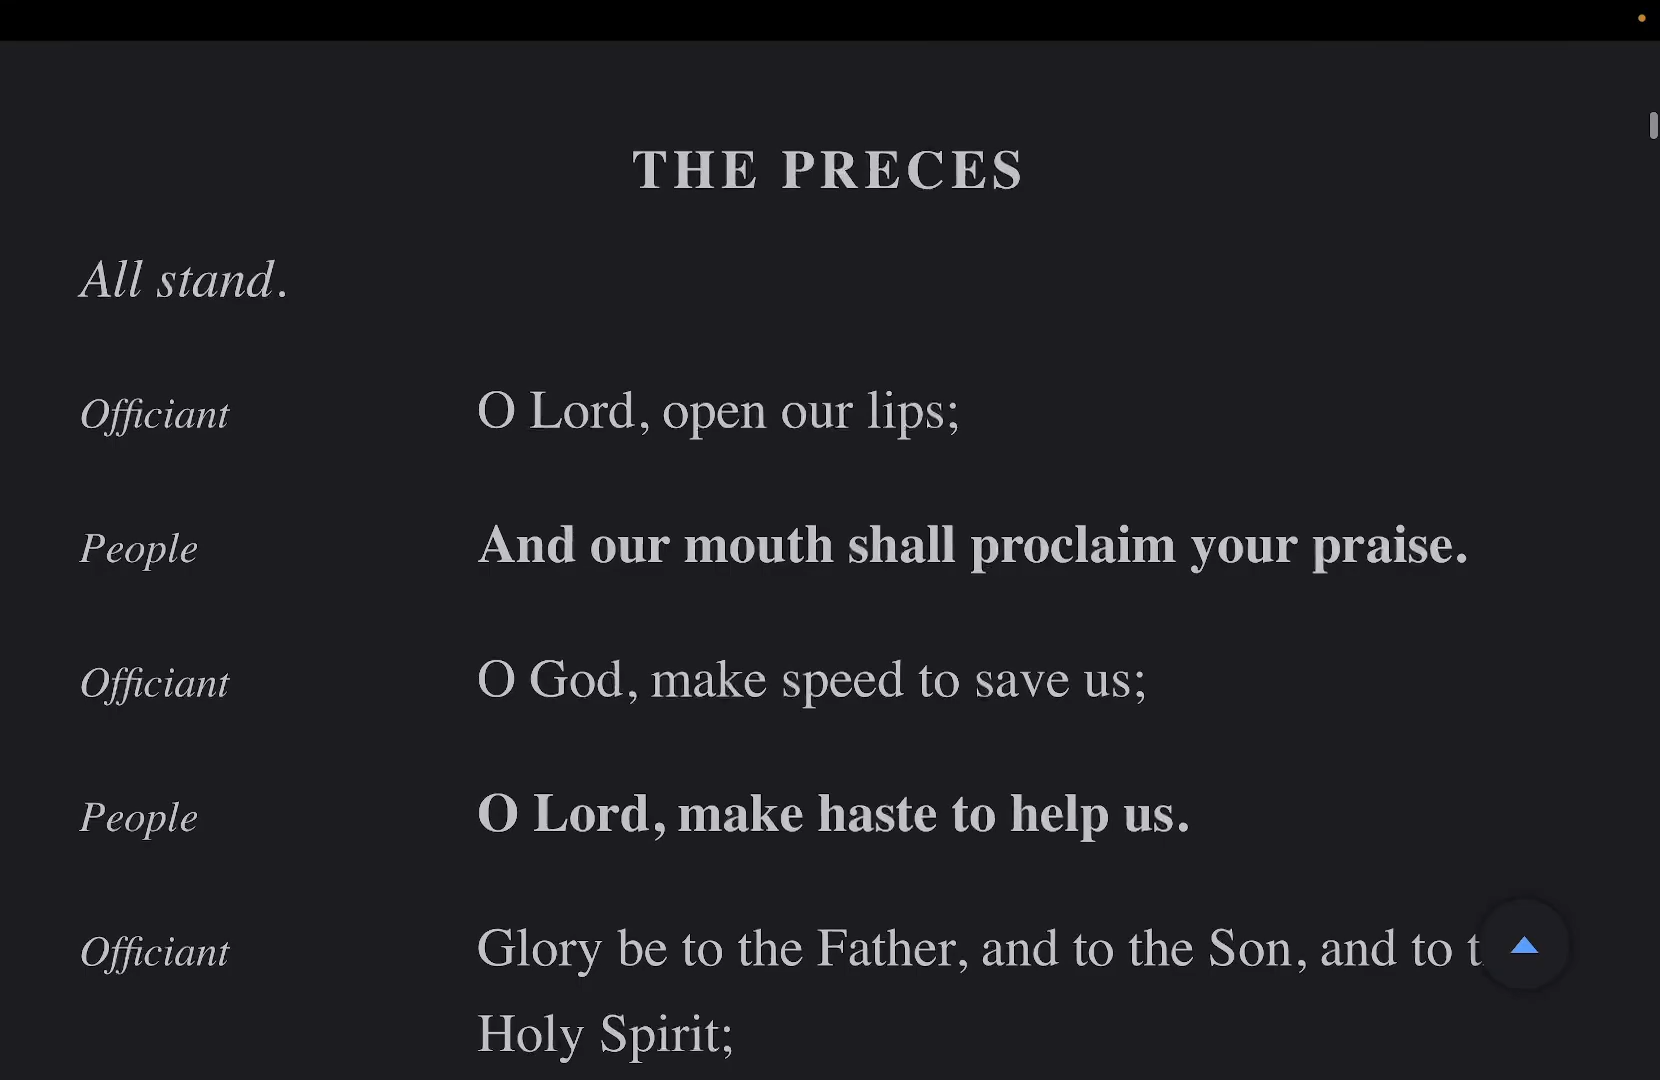 THE PRECES
All stand.
Officiant O Lord, open our lips;
People And our mouth shall proclaim your praise.
Officiant O God, make speed to save us;
People O Lord, make haste to help us.
Officiant Glory be to the Father, and to the Son, and to
Holy Spirit;